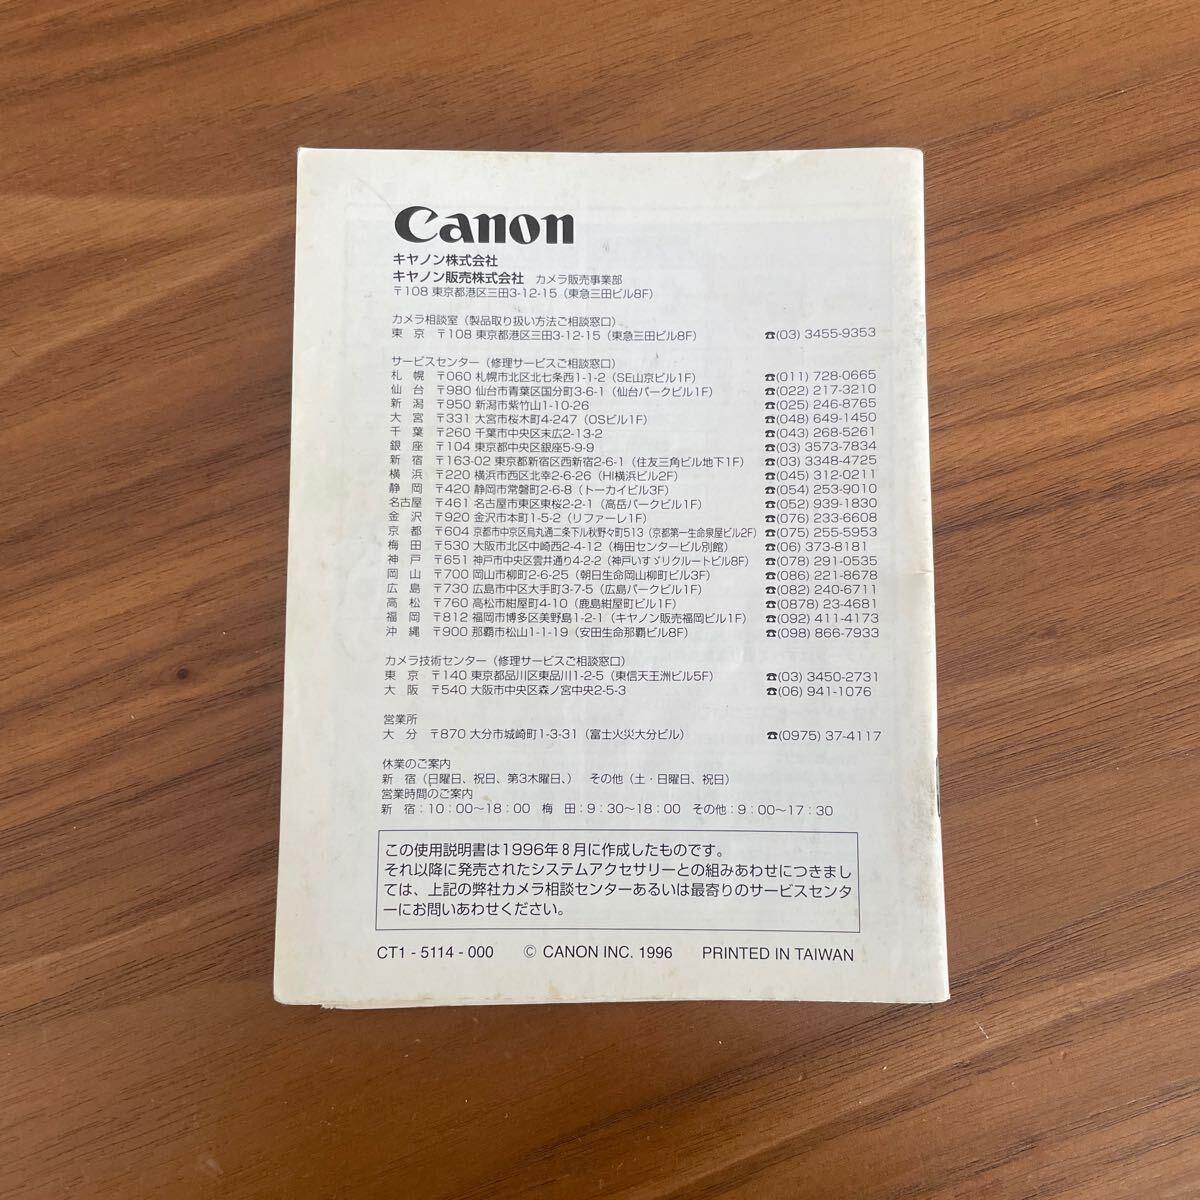 Canon
キヤノン株式会社
キヤノン販売株式会社 カメラ販売事業部
〒108 東京都港区三田3-12-15（東急三田ビル8F）
カメラ相談室（製品取り扱い方法ご相談窓口）
東 京 〒108 東京都港区三田3-12-15（東急三田ビル8F） ☎(03) 3455-9353
サービスセンター（修理サービスご相談窓口）
札 幌 〒060 札幌市北区北七条西1-1-2（SE山京ビル1F） ☎(011) 728-0665
仙 台 〒980 仙台市青葉区国分町3-6-1（仙台パークビル1F） ☎(022) 217-3210
新 潟 〒950 新潟市紫竹山1-10-26 ☎(025) 246-8765
大 宮 〒331 大宮市桜木町4-247（OSビル1F） ☎(048) 649-1450
千 葉 〒260 千葉市中央区末広2-13-2 ☎(043) 268-5261
銀 座 〒104 東京都中央区銀座5-9-9 ☎(03) 3573-7834
新 宿 〒163-02 東京都新宿区西新宿2-6-1（住友三角ビル地下1F） ☎(03) 3348-4725
横 浜 〒220 横浜市西区北幸2-6-26（HI横浜ビル2F） ☎(045) 312-0211
静 岡 〒420 静岡市常磐町2-6-8（トーカイビル3F） ☎(054) 253-9010
名古屋 〒461 名古屋市東区東桜2-2-1（高岳パークビル1F） ☎(052) 939-1830
金 沢 〒920 金沢市本町1-5-2（リファーレ1F） ☎(076) 233-6608
京 都 〒604 京都市中京区烏丸通二条下ル秋野々町513（京都第一生命泉屋ビル2F） ☎(075) 255-5953
梅 田 〒530 大阪市北区中崎西2-4-12（梅田センタービル別館） ☎(06) 373-8181
神 戸 〒651 神戸市中央区雲井通り4-2-2（神戸いすゞリクルートビル8F） ☎(078) 291-0535
岡 山 〒700 岡山市柳町2-6-25（朝日生命岡山柳町ビル3F） ☎(086) 221-8678
広 島 〒730 広島市中区大手町3-7-5（広島パークビル1F） ☎(082) 240-6711
高 松 〒760 高松市紺屋町4-10（鹿島紺屋町ビル1F） ☎(0878) 23-4681
福 岡 〒812 福岡市博多区美野島1-2-1（キヤノン販売福岡ビル1F） ☎(092) 411-4173
沖 縄 〒900 那覇市松山1-1-19（安田生命那覇ビル8F） ☎(098) 866-7933
カメラ技術センター（修理サービスご相談窓口）
東 京 〒140 東京都品川区東品川1-2-5（東信天王洲ビル5F） ☎(03) 3450-2731
大 阪 〒540 大阪市中央区森ノ宮中央2-5-3 ☎(06) 941-1076
営業所
大 分 〒870 大分市城崎町1-3-31（富士火災大分ビル） ☎(0975) 37-4117
休業のご案内
新 宿（日曜日、祝日、第3木曜日、） その他（土・日曜日、祝日）
営業時間のご案内
新 宿：10：00〜18：00 梅 田：9：30〜18：00 その他：9：00〜17：30
この使用説明書は1996年8月に作成したものです。
それ以降に発売されたシステムアクセサリーとの組みあわせにつきまし
ては、上記の弊社カメラ相談センターあるいは最寄りのサービスセンタ
ーにお問いあわせください。
CT1 - 5114 - 000 © CANON INC. 1996 PRINTED IN TAIWAN